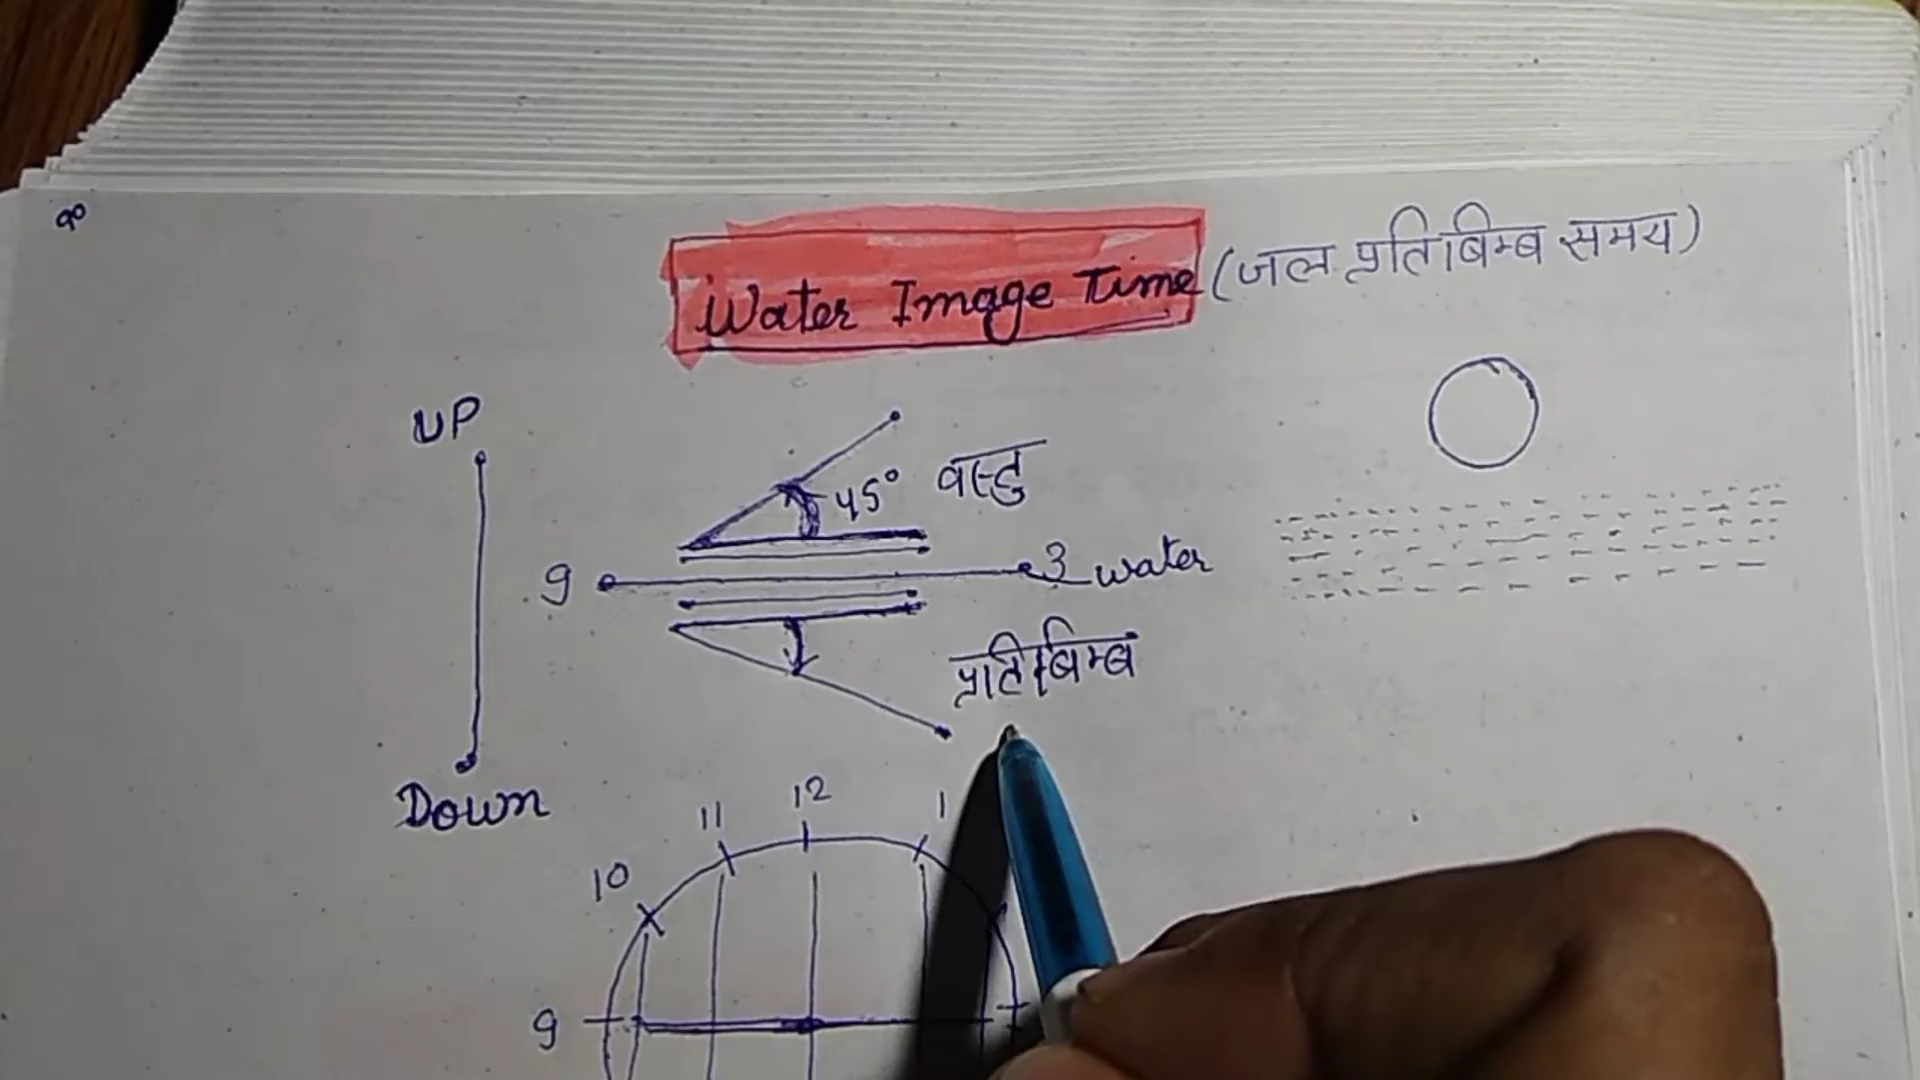 १०
Water Image Time (जल प्रतिबिम्ब समय)
UP
45° वस्तु
9 3 water
प्रतिबिम्ब
Down
12
11 1
10
9